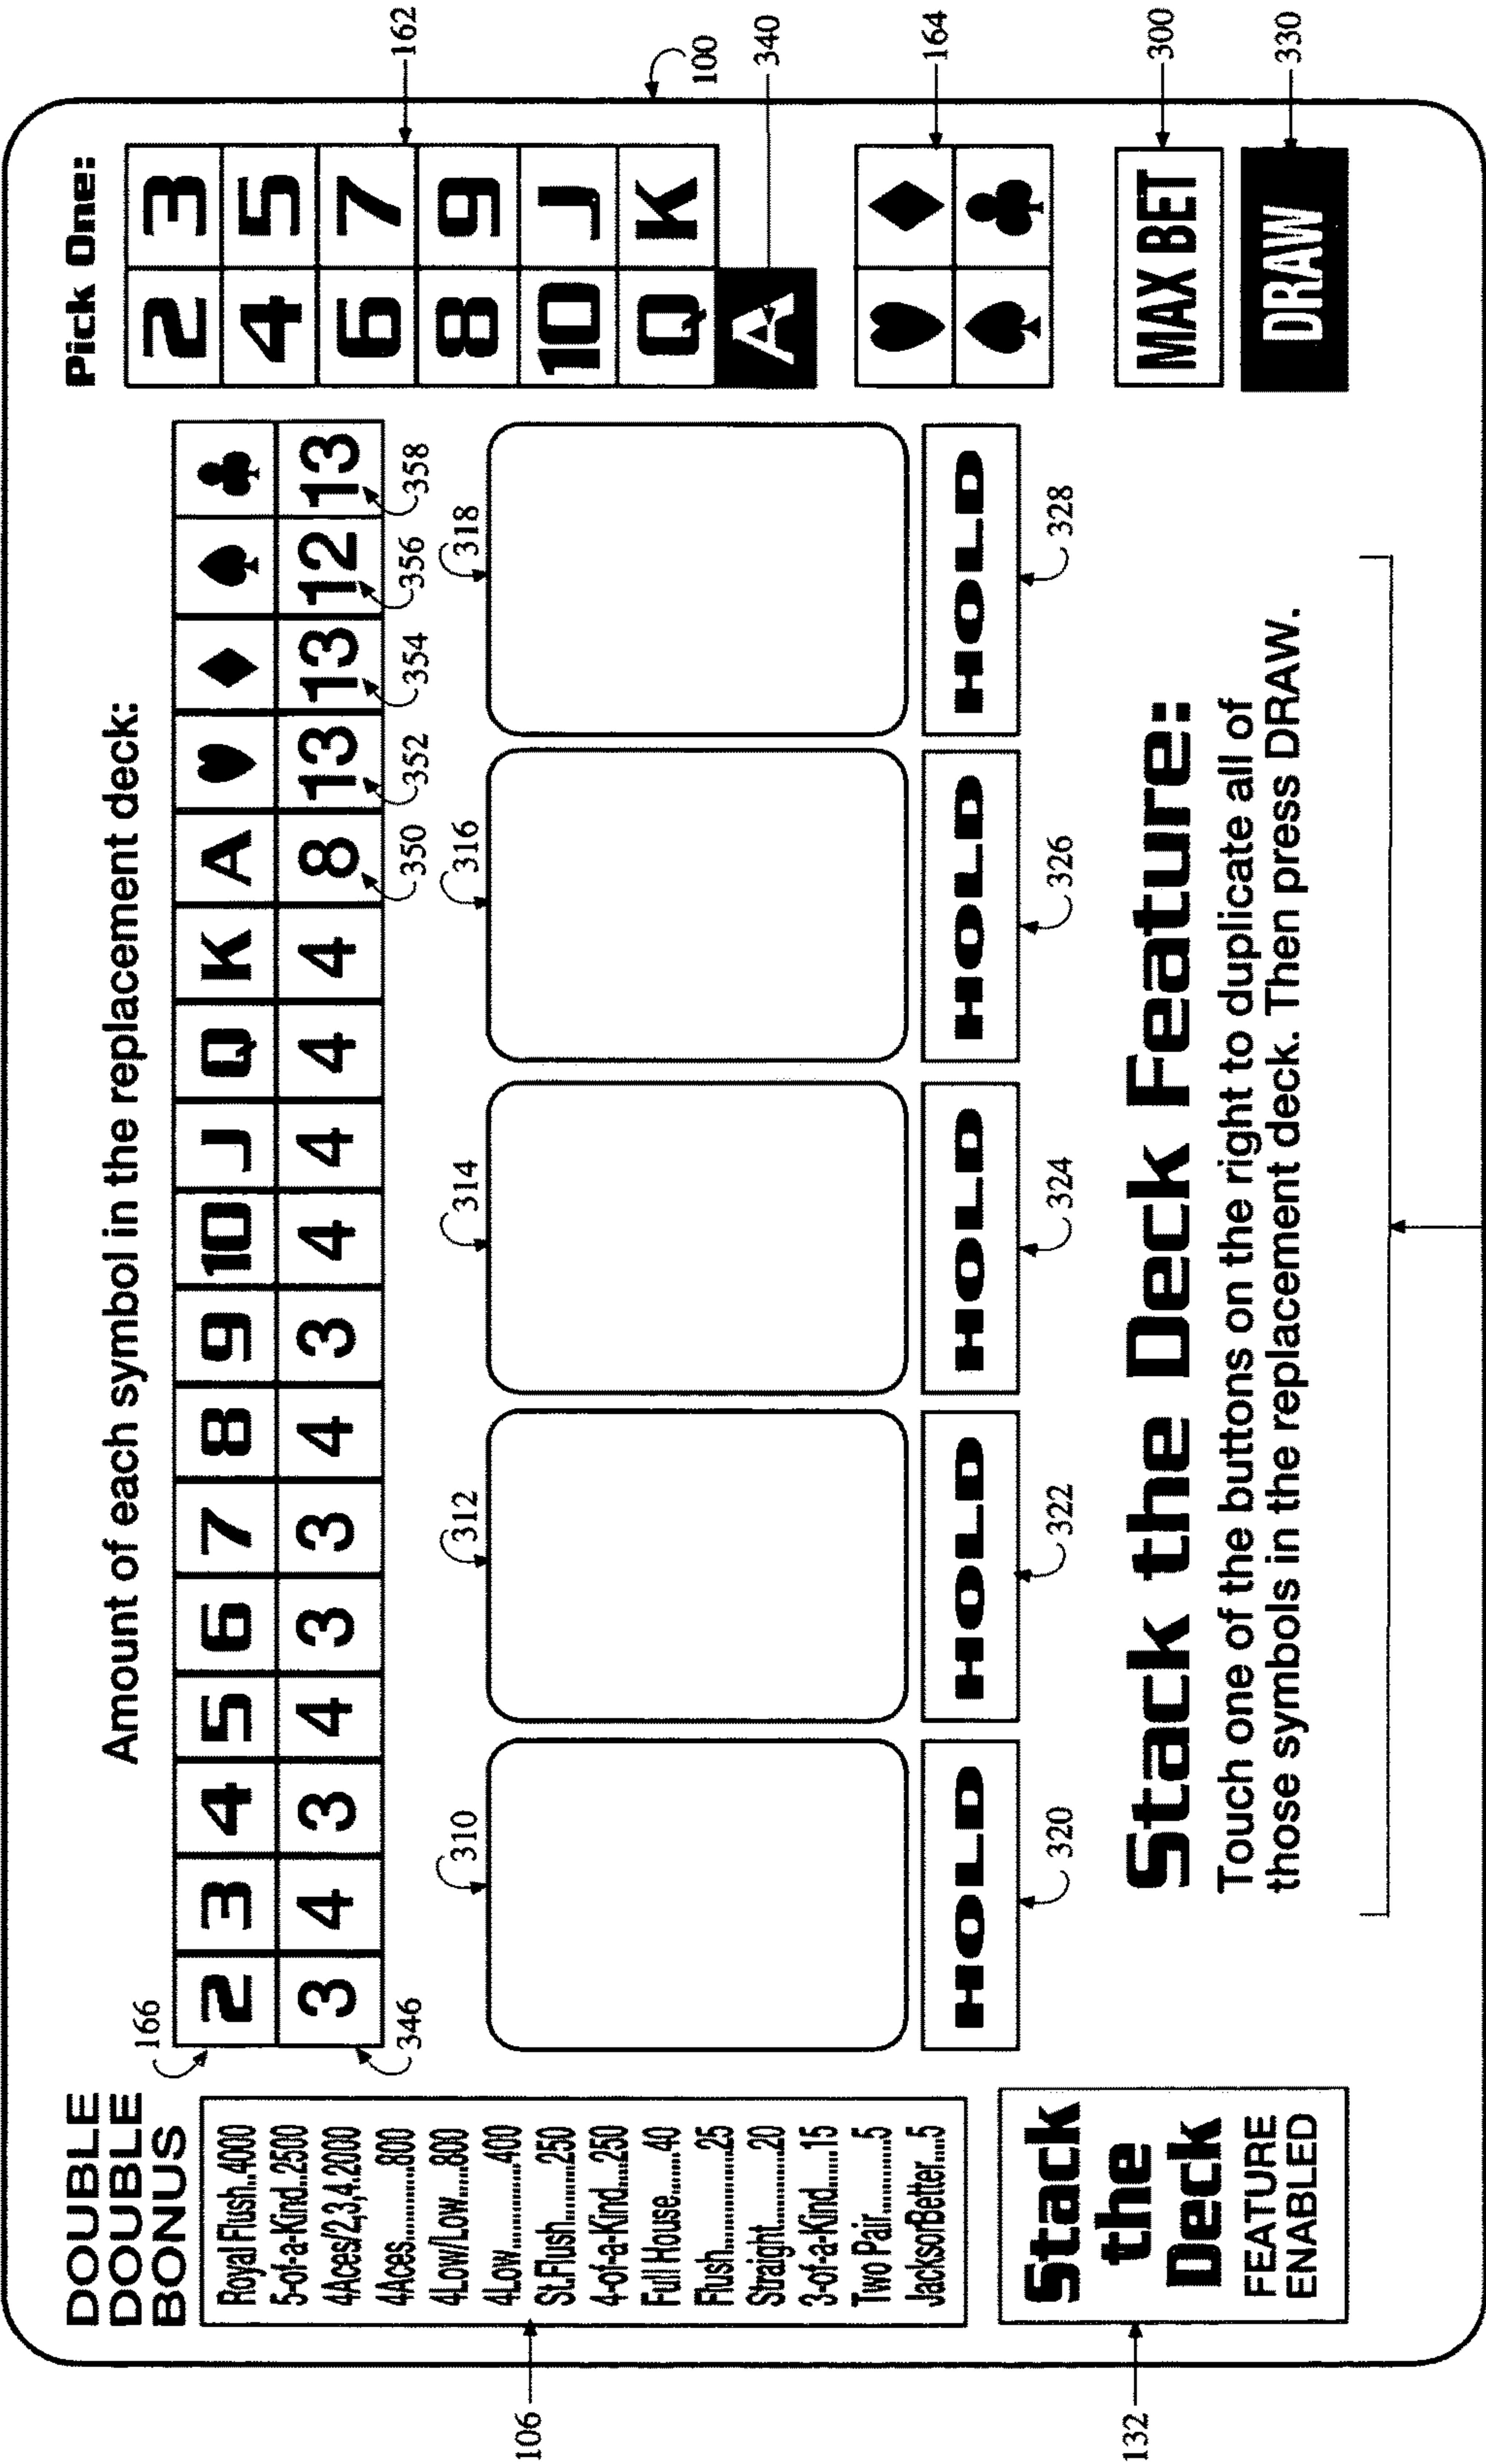 DOUBLE
DOUBLE
BONUS
Royal Flush..4000
5-of-a-Kind..2500
4Aces/2,3,4.2000
4Aces..........800
4Low/Low....800
4Low............400
St.Flush........250
4-of-a-Kind....250
Full House.....40
Flush..............25
Straight.........20
3-of-a-Kind.....15
Two Pair..........5
JacksorBetter...5
106
Stack
the
Deck
FEATURE
ENABLED
132
Amount of each symbol in the replacement deck:
166
2 3 4 5 6 7 8 9 10 J Q K A ♥ ♦ ♠ ♣
3 4 3 4 3 3 4 3 4 4 4 4 8 13 13 12 13
346 350 352 354 356 358
310 312 314 316 318
HOLD HOLD HOLD HOLD HOLD
320 322 324 326 328
Stack the Deck Feature:
Touch one of the buttons on the right to duplicate all of
those symbols in the replacement deck. Then press DRAW.
Pick One:
2 3
4 5
6 7
8 9
10 J
Q K
A
♥ ♦
♠ ♣
MAX BET
DRAW
162
100
340
164
300
330